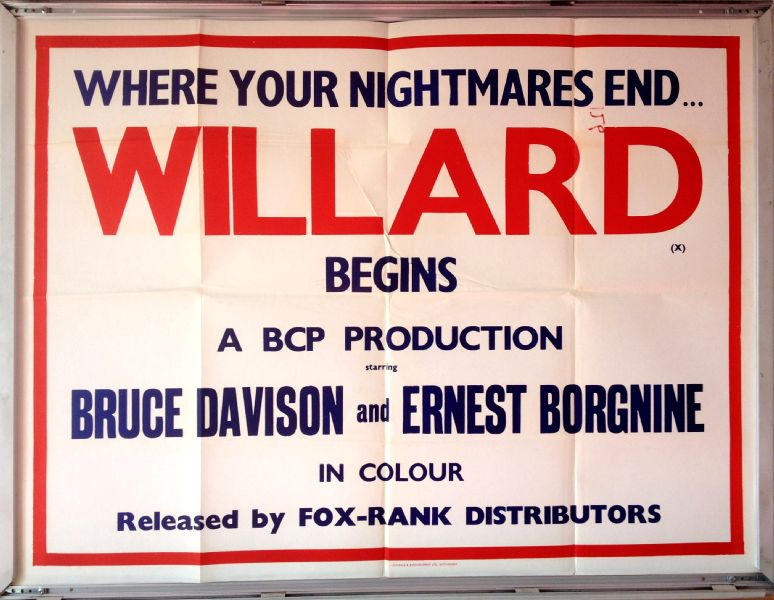 WHERE YOUR NIGHTMARES END...
WILLARD
(X)
BEGINS
A BCP PRODUCTION
starring
BRUCE DAVISON and ERNEST BORGNINE
IN COLOUR
Released by FOX-RANK DISTRIBUTORS